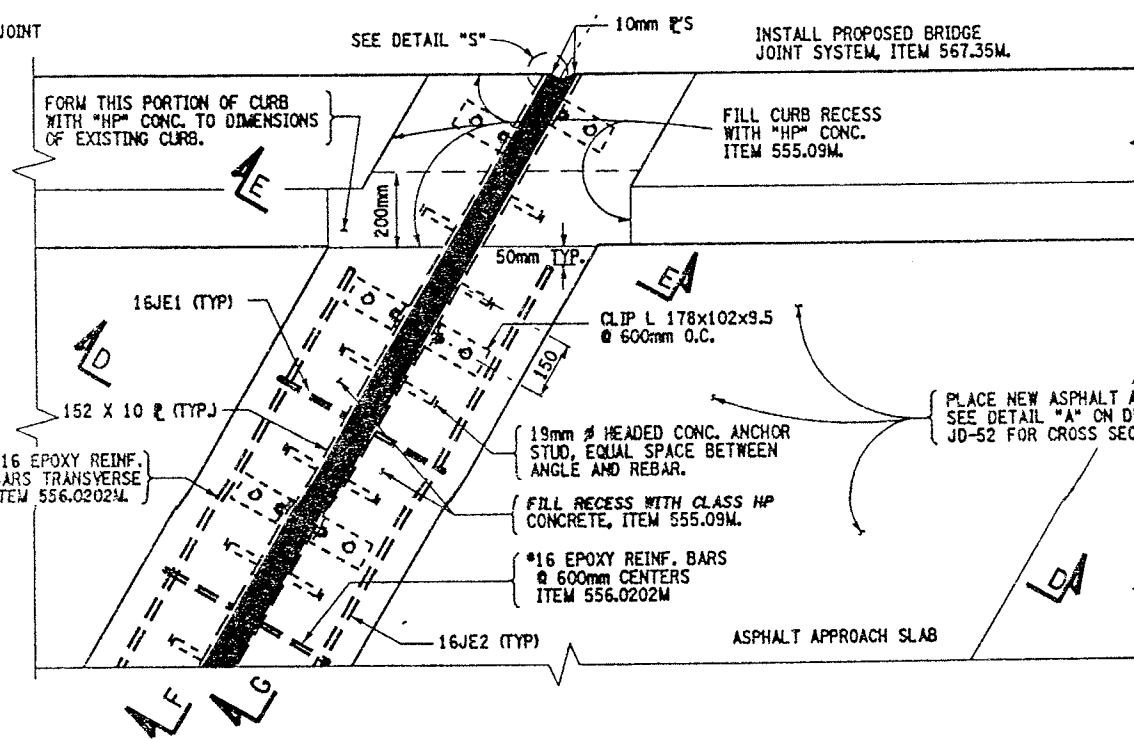 JOINT
SEE DETAIL "S"
10mm ℙ'S
INSTALL PROPOSED BRIDGE
JOINT SYSTEM, ITEM 567.35M.
FORM THIS PORTION OF CURB
WITH "HP" CONC. TO DIMENSIONS
OF EXISTING CURB.
FILL CURB RECESS
WITH "HP" CONC.
ITEM 555.09M.
E
200mm
50mm TYP.
E
16JE1 (TYP)
CLIP L 178x102x9.5
@ 600mm O.C.
D
150
152 X 10 ℙ (TYP.)
PLACE NEW ASPHALT A
SEE DETAIL "A" ON D
JD-52 FOR CROSS SEC
19mm ∅ HEADED CONC. ANCHOR
STUD, EQUAL SPACE BETWEEN
ANGLE AND REBAR.
16 EPOXY REINF.
BARS TRANSVERSE
ITEM 556.0202M.
FILL RECESS WITH CLASS HP
CONCRETE, ITEM 555.09M.
#16 EPOXY REINF. BARS
@ 600mm CENTERS
ITEM 556.0202M
D
16JE2 (TYP)
ASPHALT APPROACH SLAB
F
G